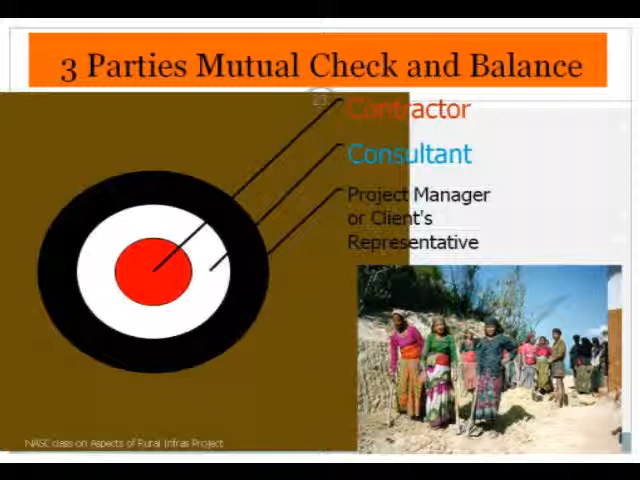 3 Parties Mutual Check and Balance
Contractor
Consultant
Project Manager
or Client's
Representative
NASC class on Aspects of Rural Infras Project